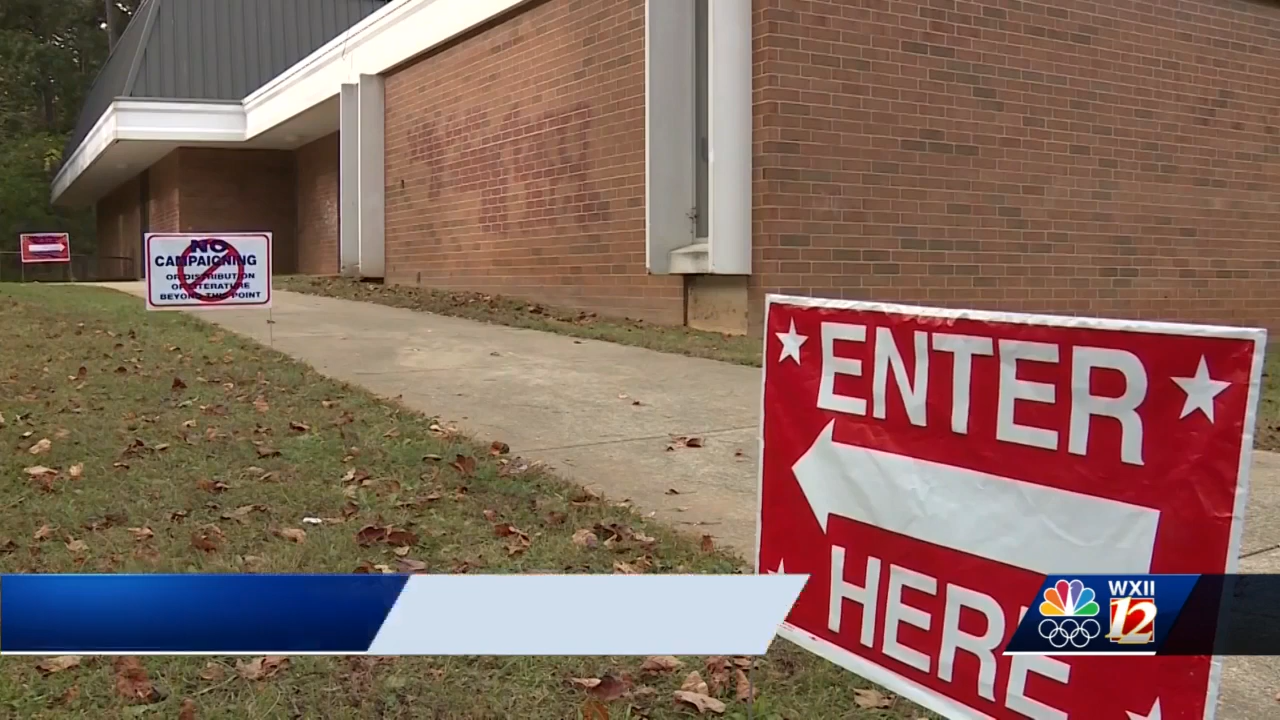 NO
CAMPAIGNING
OR DISTRIBUTION
OF LITERATURE
BEYOND THIS POINT
ENTER
HERE
WXII
12